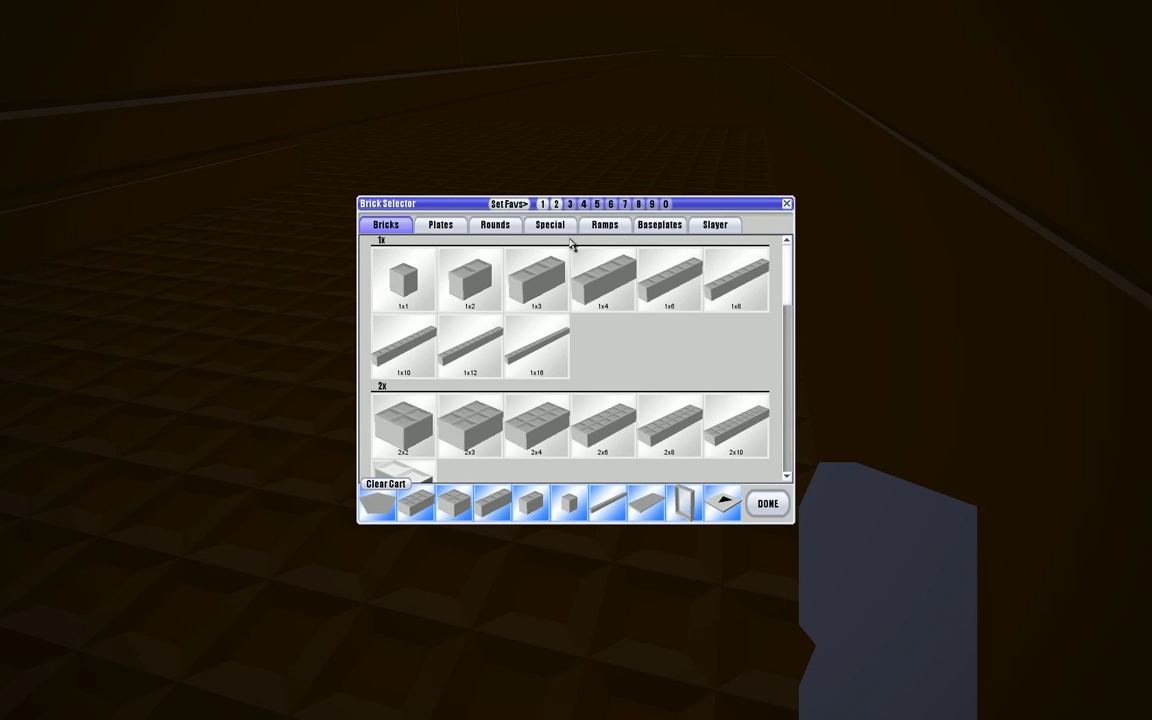 Brick Selector Set Favs> 1 2 3 4 5 6 7 8 9 0
Bricks Plates Rounds Special Ramps Baseplates Slayer
1x
1x1 1x2 1x3 1x4 1x6 1x8
1x10 1x12 1x16
2x
2x2 2x3 2x4 2x6 2x8 2x10
Clear Cart
DONE